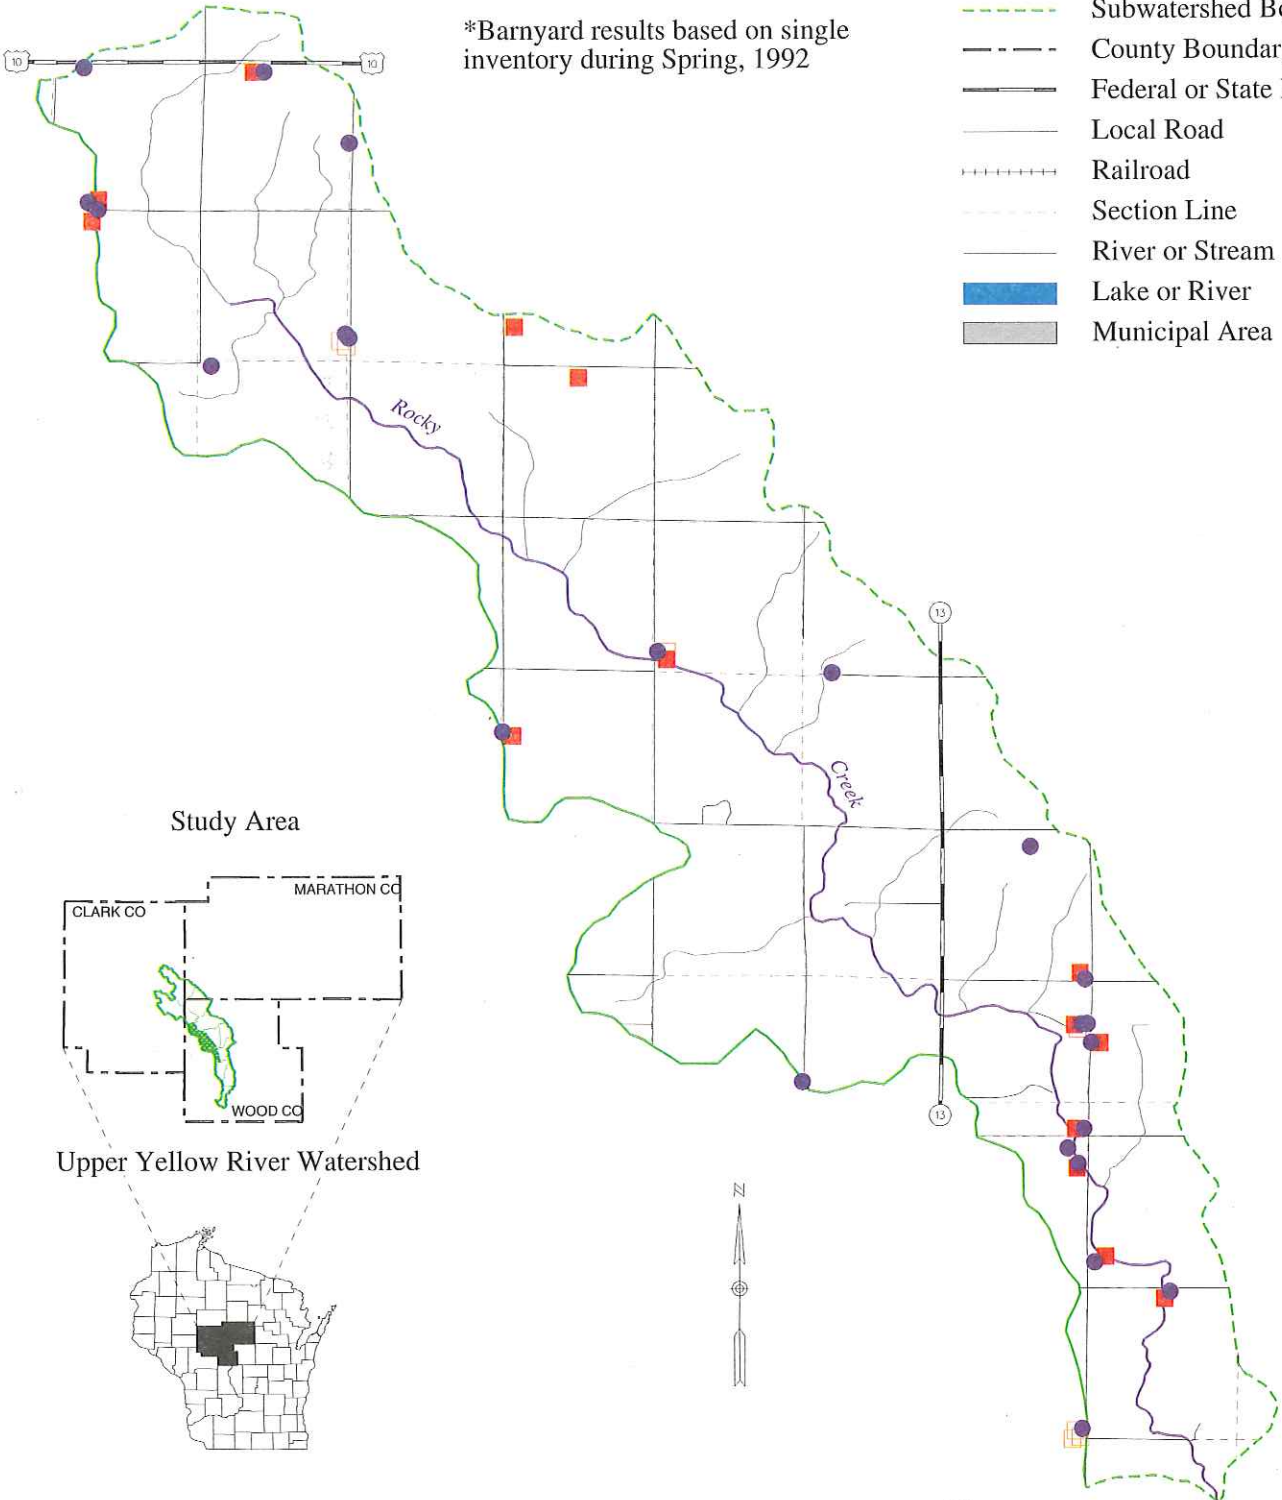 *Barnyard results based on single
inventory during Spring, 1992
Subwatershed Bo
County Boundar
Federal or State
Local Road
Railroad
Section Line
River or Stream
Lake or River
Municipal Area
10
10
Rocky
13
Creek
13
Study Area
MARATHON CO
CLARK CO
WOOD CO
Upper Yellow River Watershed
N